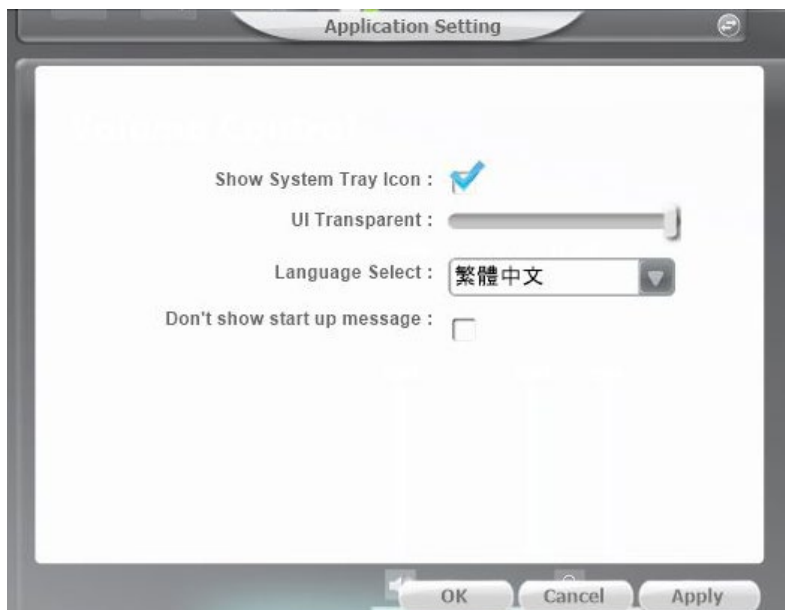 Application Setting
Show System Tray Icon :
UI Transparent :
Language Select : 繁體中文
Don't show start up message :
OK Cancel Apply